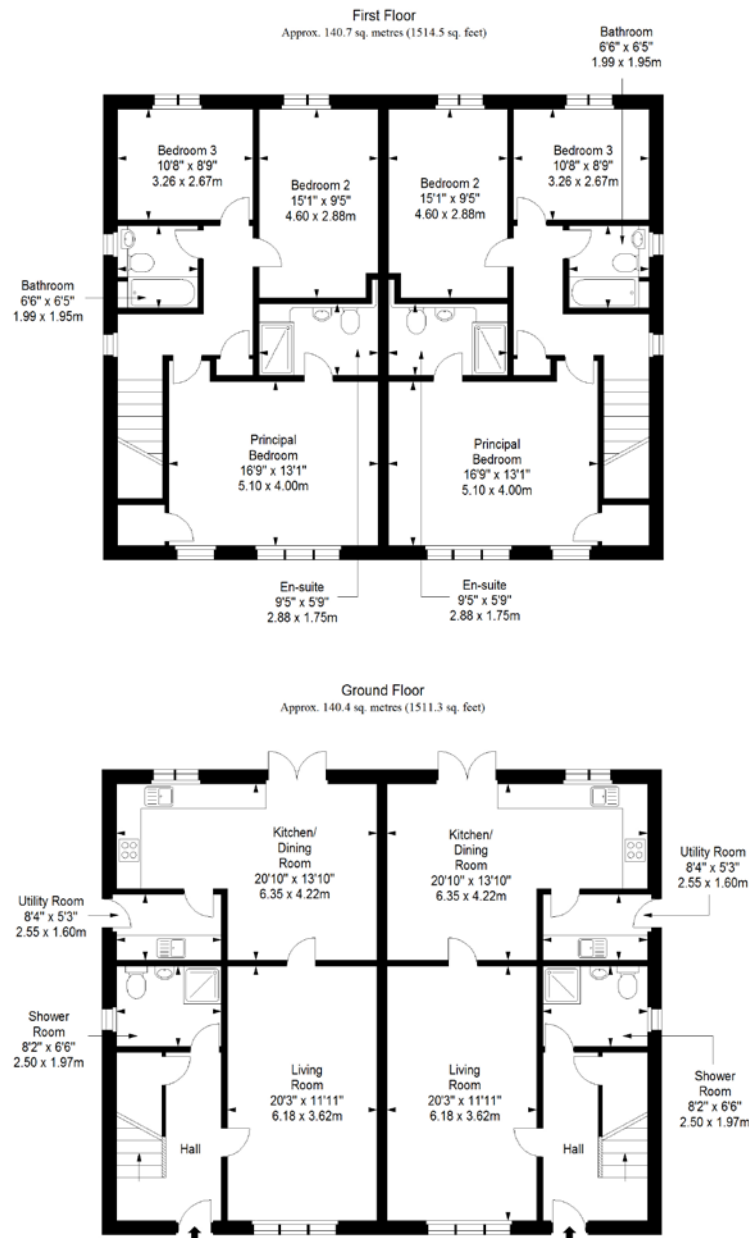 First Floor
Approx. 140.7 sq. metres (1514.5 sq. feet)
Bathroom
6'6" x 6'5"
1.99 x 1.95m
Bedroom 3
10'8" x 8'9"
3.26 x 2.67m
Bedroom 2
15'1" x 9'5"
4.60 x 2.88m
Bedroom 2
15'1" x 9'5"
4.60 x 2.88m
Bedroom 3
10'8" x 8'9"
3.26 x 2.67m
Bathroom
6'6" x 6'5"
1.99 x 1.95m
Principal
Bedroom
16'9" x 13'1"
5.10 x 4.00m
Principal
Bedroom
16'9" x 13'1"
5.10 x 4.00m
En-suite
9'5" x 5'9"
2.88 x 1.75m
En-suite
9'5" x 5'9"
2.88 x 1.75m
Ground Floor
Approx. 140.4 sq. metres (1511.3 sq. feet)
Kitchen/
Dining
Room
20'10" x 13'10"
6.35 x 4.22m
Kitchen/
Dining
Room
20'10" x 13'10"
6.35 x 4.22m
Utility Room
8'4" x 5'3"
2.55 x 1.60m
Utility Room
8'4" x 5'3"
2.55 x 1.60m
Shower
Room
8'2" x 6'6"
2.50 x 1.97m
Living
Room
20'3" x 11'11"
6.18 x 3.62m
Living
Room
20'3" x 11'11"
6.18 x 3.62m
Shower
Room
8'2" x 6'6"
2.50 x 1.97m
Hall
Hall